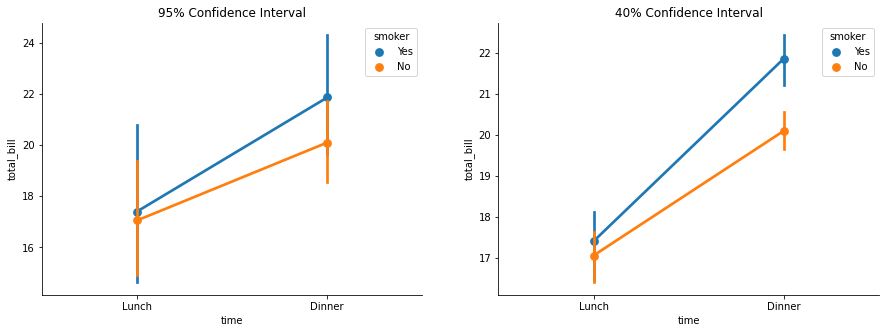 95% Confidence Interval
smoker
Yes
No
24
22
20
18
16
total_bill
Lunch
Dinner
time
40% Confidence Interval
smoker
Yes
No
22
21
20
19
18
17
total_bill
Lunch
Dinner
time